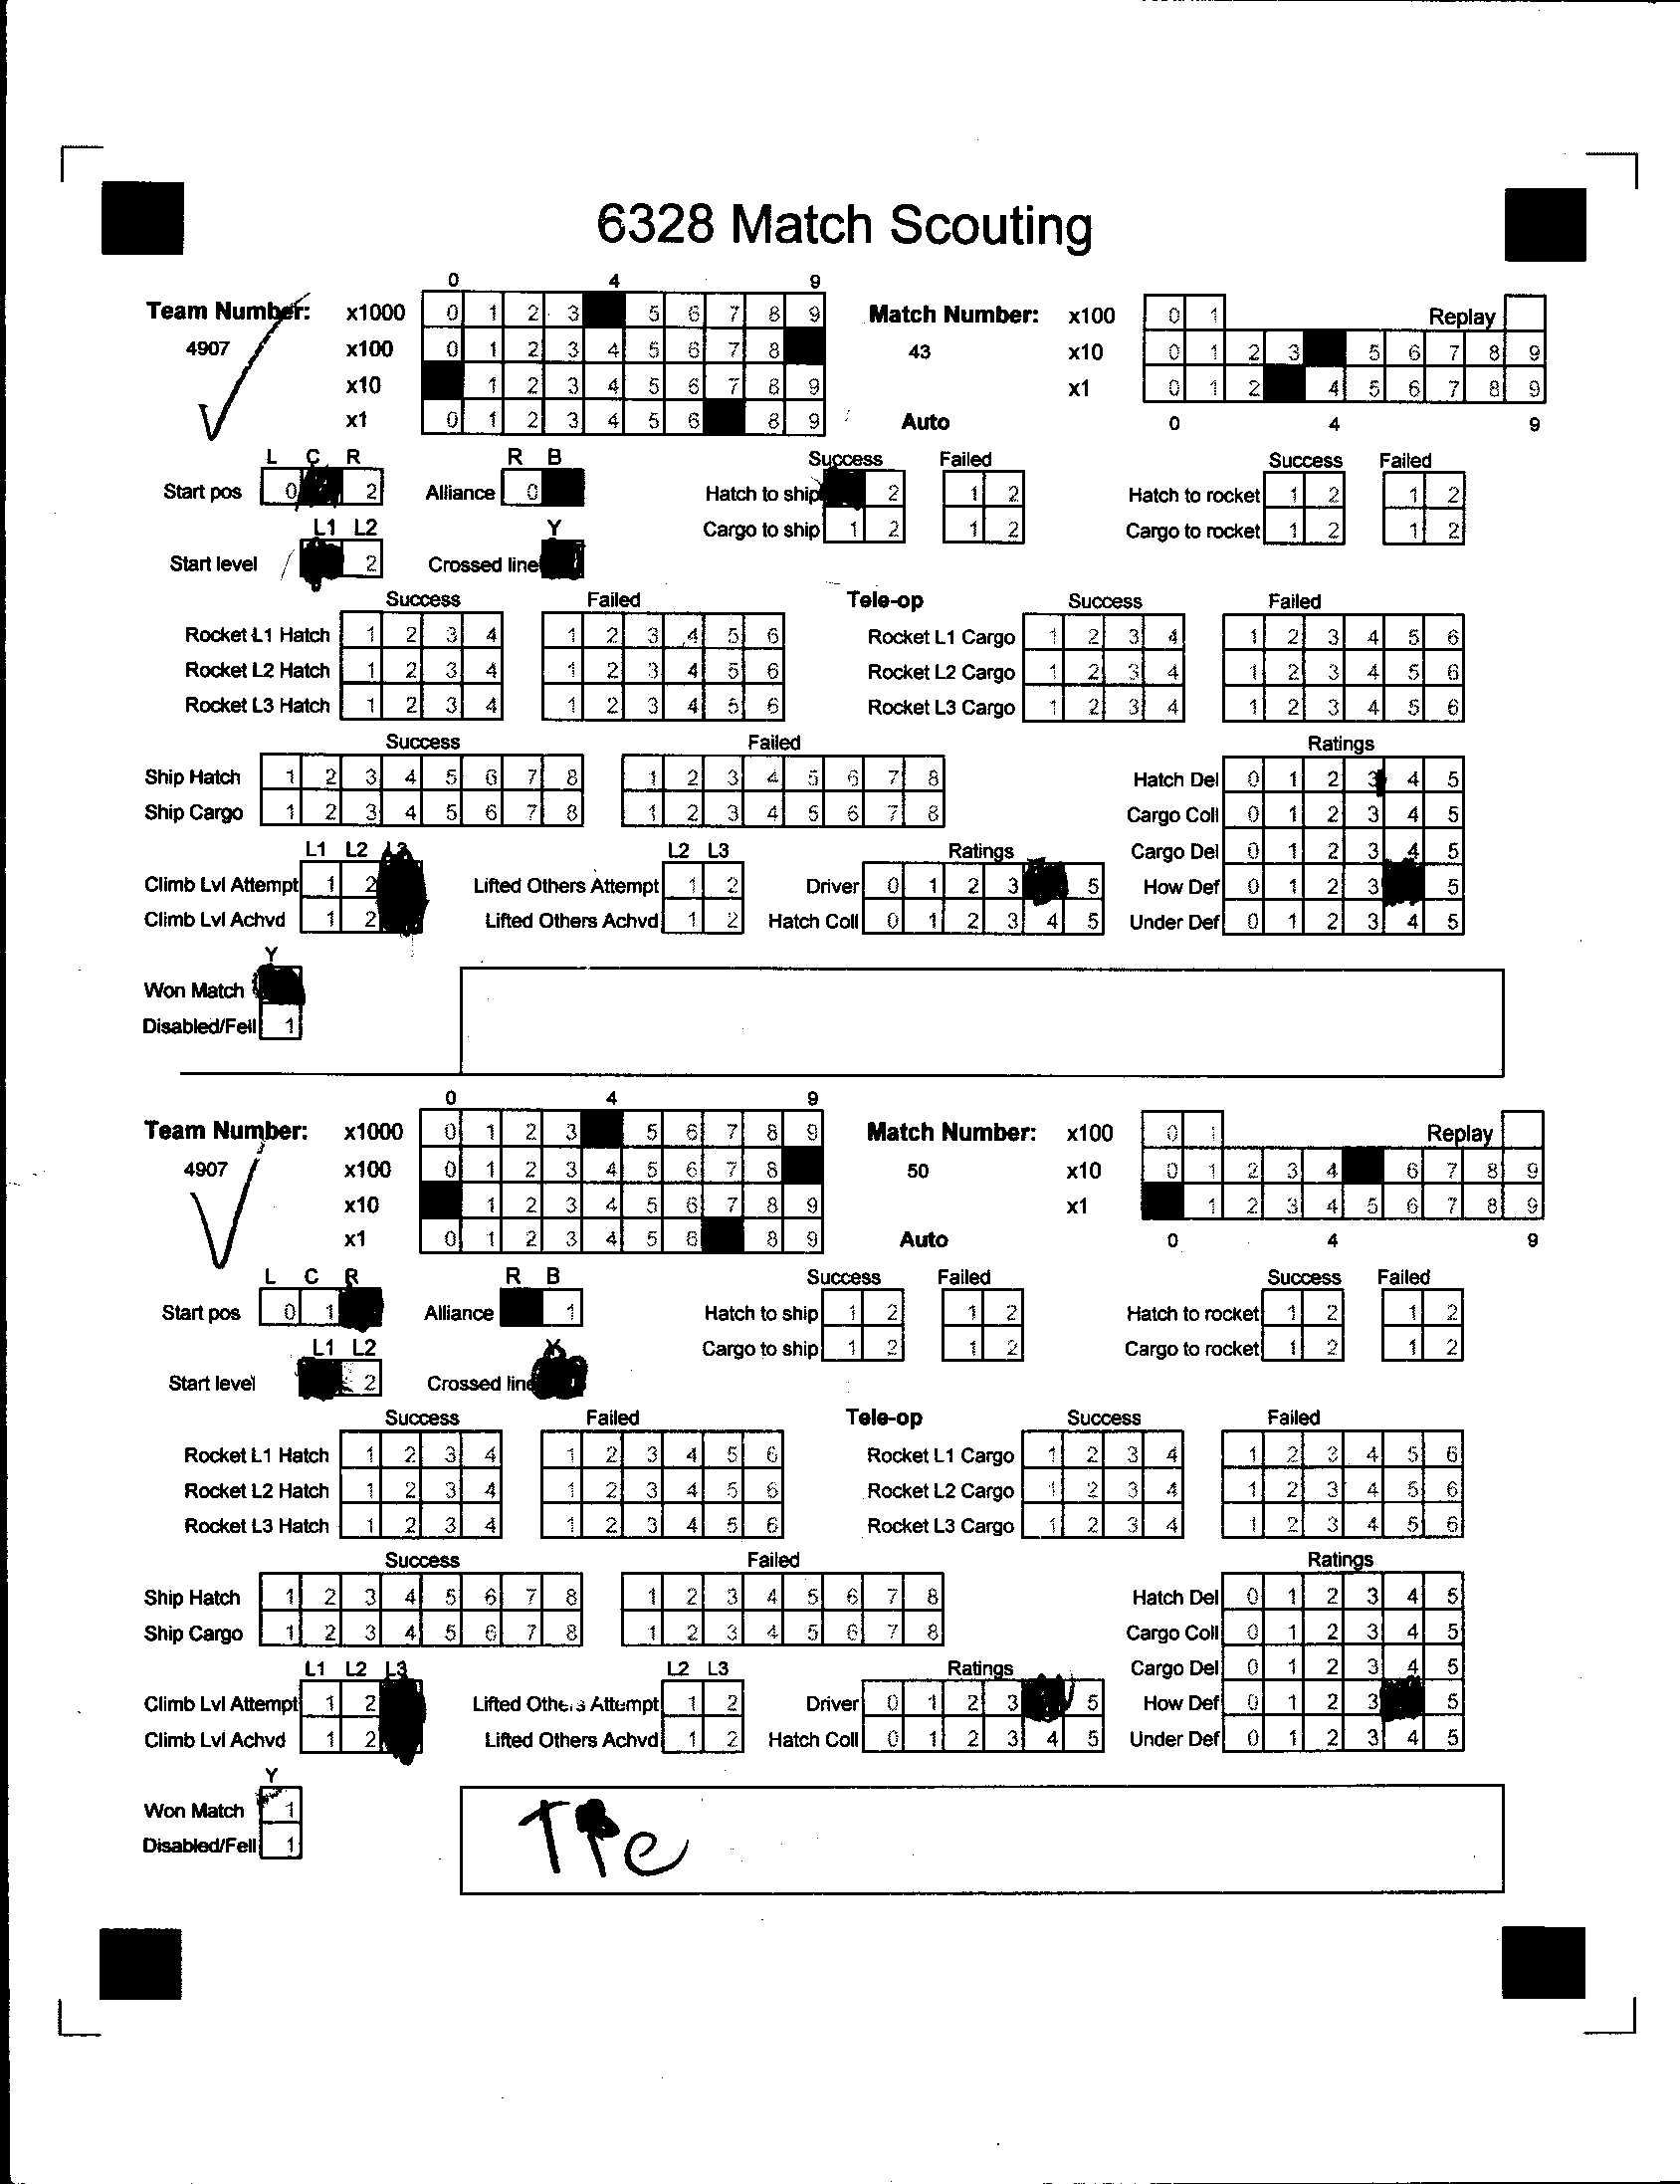 6328 Match Scouting
0 4 9
Team Number: x1000 0 1 2 3 5 6 7 8 9 Match Number: x100 0 1 Replay
4907 x100 0 1 2 3 4 5 6 7 8 43 x10 0 1 2 3 5 6 7 8 9
x10 1 2 3 4 5 6 7 8 9 x1 0 1 2 4 5 6 7 8 9
x1 0 1 2 3 4 5 6 8 9 Auto 0 4 9
L C R R B Success Failed Success Failed
Start pos 0 2 Alliance 0 Hatch to ship 2 1 2 Hatch to rocket 1 2 1 2
L1 L2 Y Cargo to ship 1 2 1 2 Cargo to rocket 1 2 1 2
Start level 2 Crossed line
Success Failed Tele-op Success Failed
Rocket L1 Hatch 1 2 3 4 1 2 3 4 5 6 Rocket L1 Cargo 1 2 3 4 1 2 3 4 5 6
Rocket L2 Hatch 1 2 3 4 1 2 3 4 5 6 Rocket L2 Cargo 1 2 3 4 1 2 3 4 5 6
Rocket L3 Hatch 1 2 3 4 1 2 3 4 5 6 Rocket L3 Cargo 1 2 3 4 1 2 3 4 5 6
Success Failed Ratings
Ship Hatch 1 2 3 4 5 6 7 8 1 2 3 4 5 6 7 8 Hatch Del 0 1 2 3 4 5
Ship Cargo 1 2 3 4 5 6 7 8 1 2 3 4 5 6 7 8 Cargo Coll 0 1 2 3 4 5
L1 L2 L3 L2 L3 Ratings Cargo Del 0 1 2 3 4 5
Climb Lvl Attempt 1 2 Lifted Others Attempt 1 2 Driver 0 1 2 3 5 How Def 0 1 2 3 5
Climb Lvl Achvd 1 2 Lifted Others Achvd 1 2 Hatch Coll 0 1 2 3 4 5 Under Def 0 1 2 3 4 5
Y
Won Match
Disabled/Fell 1
0 4 9
Team Number: x1000 0 1 2 3 5 6 7 8 9 Match Number: x100 0 1 Replay
4907 x100 0 1 2 3 4 5 6 7 8 50 x10 0 1 2 3 4 6 7 8 9
x10 1 2 3 4 5 6 7 8 9 x1 1 2 3 4 5 6 7 8 9
x1 0 1 2 3 4 5 6 8 9 Auto 0 4 9
L C R R B Success Failed Success Failed
Start pos 0 1 Alliance 1 Hatch to ship 1 2 1 2 Hatch to rocket 1 2 1 2
L1 L2 Y Cargo to ship 1 2 1 2 Cargo to rocket 1 2 1 2
Start level 2 Crossed line
Success Failed Tele-op Success Failed
Rocket L1 Hatch 1 2 3 4 1 2 3 4 5 6 Rocket L1 Cargo 1 2 3 4 1 2 3 4 5 6
Rocket L2 Hatch 1 2 3 4 1 2 3 4 5 6 Rocket L2 Cargo 1 2 3 4 1 2 3 4 5 6
Rocket L3 Hatch 1 2 3 4 1 2 3 4 5 6 Rocket L3 Cargo 1 2 3 4 1 2 3 4 5 6
Success Failed Ratings
Ship Hatch 1 2 3 4 5 6 7 8 1 2 3 4 5 6 7 8 Hatch Del 0 1 2 3 4 5
Ship Cargo 1 2 3 4 5 6 7 8 1 2 3 4 5 6 7 8 Cargo Coll 0 1 2 3 4 5
L1 L2 L3 L2 L3 Ratings Cargo Del 0 1 2 3 4 5
Climb Lvl Attempt 1 2 Lifted Others Attempt 1 2 Driver 0 1 2 3 5 How Def 0 1 2 3 5
Climb Lvl Achvd 1 2 Lifted Others Achvd 1 2 Hatch Coll 0 1 2 3 4 5 Under Def 0 1 2 3 4 5
Y
Won Match 1
Disabled/Fell 1